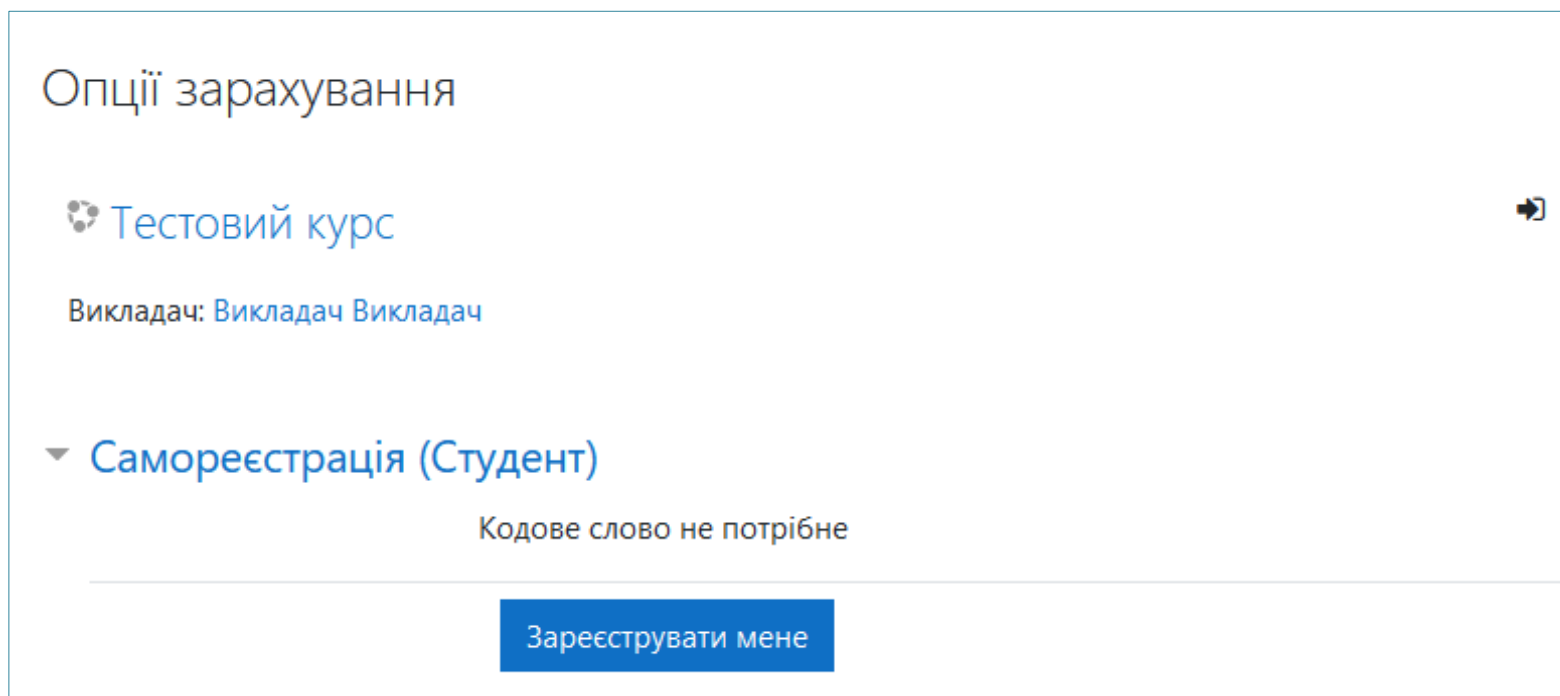 Опції зарахування
Тестовий курс
Викладач: Викладач Викладач
Самореєстрація (Студент)
Кодове слово не потрібне
Зареєструвати мене